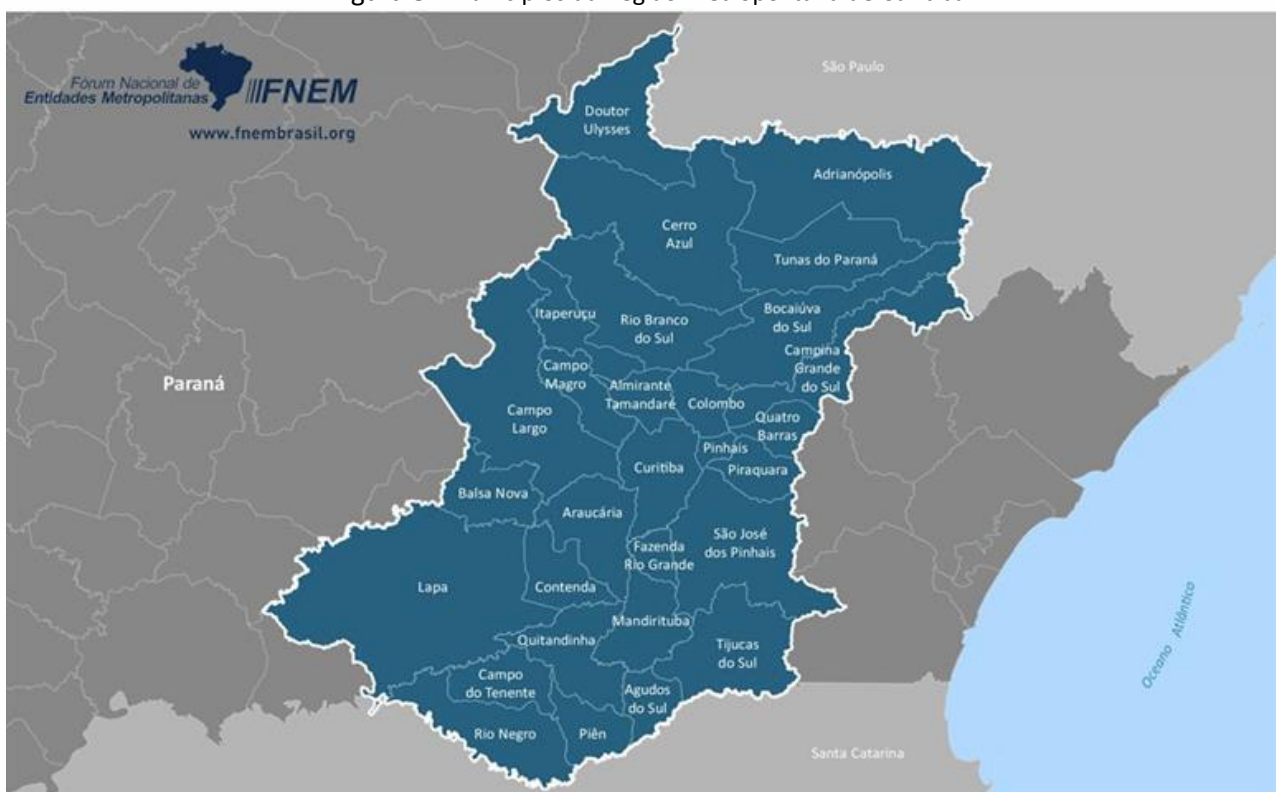 Fórum Nacional de
Entidades Metropolitanas
FNEM
www.fnembrasil.org
São Paulo
Doutor
Ulysses
Adrianópolis
Cerro
Azul
Tunas do Paraná
Itaperuçu
Rio Branco
do Sul
Bocaiúva
do Sul
Campina
Grande
do Sul
Paraná
Campo
Magro
Almirante
Tamandaré
Colombo
Quatro
Barras
Campo
Largo
Pinhais
Curitiba
Piraquara
Balsa Nova
Araucária
São José
dos Pinhais
Fazenda
Rio Grande
Lapa
Contenda
Mandirituba
Quitandinha
Tijucas
do Sul
Campo
do Tenente
Agudos
do Sul
Rio Negro
Piên
Santa Catarina
Oceano Atlântico